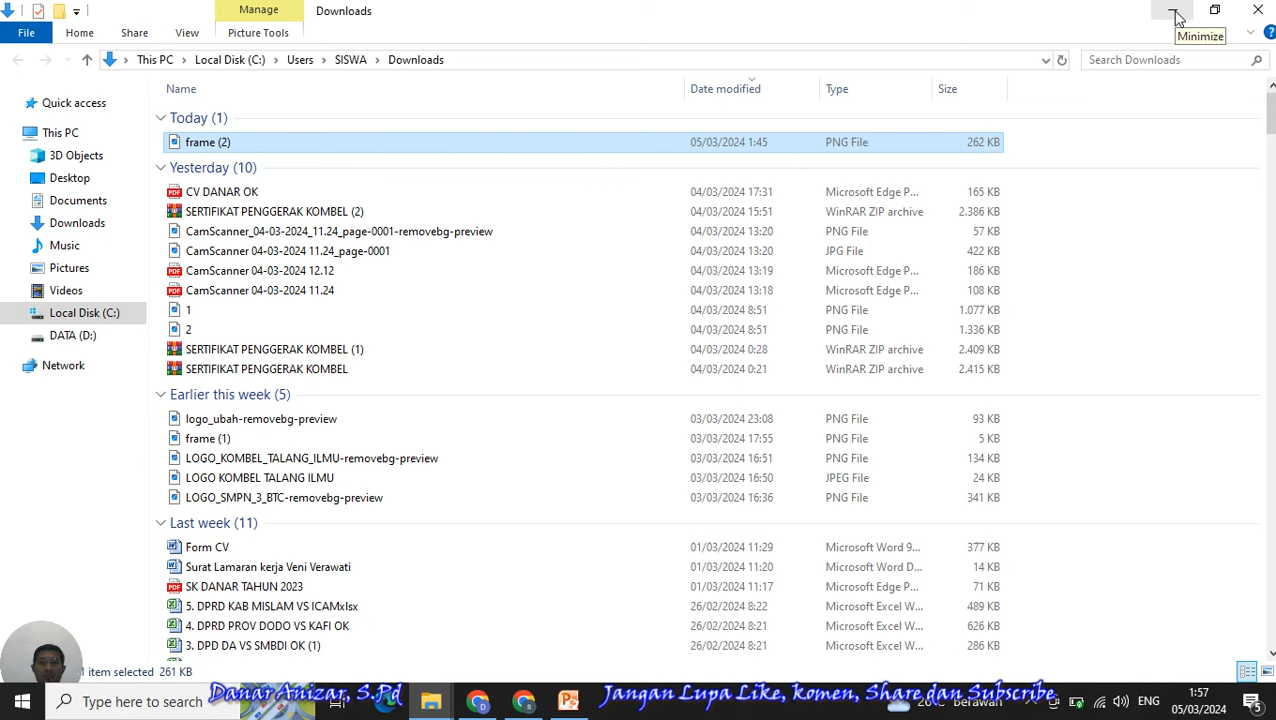 Manage
Downloads
File
Home
Share
View
Picture Tools
Minimize
This PC
Local Disk (C:)
Users
SISWA
Downloads
Search Downloads
Name
Date modified
Type
Size
Quick access
This PC
3D Objects
Desktop
Documents
Downloads
Music
Pictures
Videos
Local Disk (C:)
DATA (D:)
Network
Today (1)
frame (2) 05/03/2024 1:45 PNG File 262 KB
Yesterday (10)
CV DANAR OK 04/03/2024 17:31 Microsoft Edge P... 165 KB
SERTIFIKAT PENGGERAK KOMBEL (2) 04/03/2024 15:51 WinRAR ZIP archive 2.386 KB
CamScanner_04-03-2024_11.24_page-0001-removebg-preview 04/03/2024 13:20 PNG File 57 KB
CamScanner 04-03-2024 11.24_page-0001 04/03/2024 13:20 JPG File 422 KB
CamScanner 04-03-2024 12.12 04/03/2024 13:19 Microsoft Edge P... 186 KB
CamScanner 04-03-2024 11.24 04/03/2024 13:18 Microsoft Edge P... 108 KB
1 04/03/2024 8:51 PNG File 1.077 KB
2 04/03/2024 8:51 PNG File 1.336 KB
SERTIFIKAT PENGGERAK KOMBEL (1) 04/03/2024 0:28 WinRAR ZIP archive 2.409 KB
SERTIFIKAT PENGGERAK KOMBEL 04/03/2024 0:21 WinRAR ZIP archive 2.415 KB
Earlier this week (5)
logo_ubah-removebg-preview 03/03/2024 23:08 PNG File 93 KB
frame (1) 03/03/2024 17:55 PNG File 5 KB
LOGO_KOMBEL_TALANG_ILMU-removebg-preview 03/03/2024 16:51 PNG File 134 KB
LOGO KOMBEL TALANG ILMU 03/03/2024 16:50 JPEG File 24 KB
LOGO_SMPN_3_BTC-removebg-preview 03/03/2024 16:36 PNG File 341 KB
Last week (11)
Form CV 01/03/2024 11:29 Microsoft Word 9... 377 KB
Surat Lamaran kerja Veni Verawati 01/03/2024 11:20 Microsoft Word D... 14 KB
SK DANAR TAHUN 2023 01/03/2024 11:17 Microsoft Edge P... 71 KB
5. DPRD KAB MISLAM VS ICAMxlsx 26/02/2024 8:22 Microsoft Excel W... 489 KB
4. DPRD PROV DODO VS KAFI OK 26/02/2024 8:21 Microsoft Excel W... 626 KB
3. DPD DA VS SMBDI OK (1) 26/02/2024 8:21 Microsoft Excel W... 286 KB
1 item selected 261 KB
Type here to search
Danar Anizar, S.Pd
Jangan Lupa Like, komen, Share dan Subscribe
Berawan
ENG
1:57
05/03/2024
5